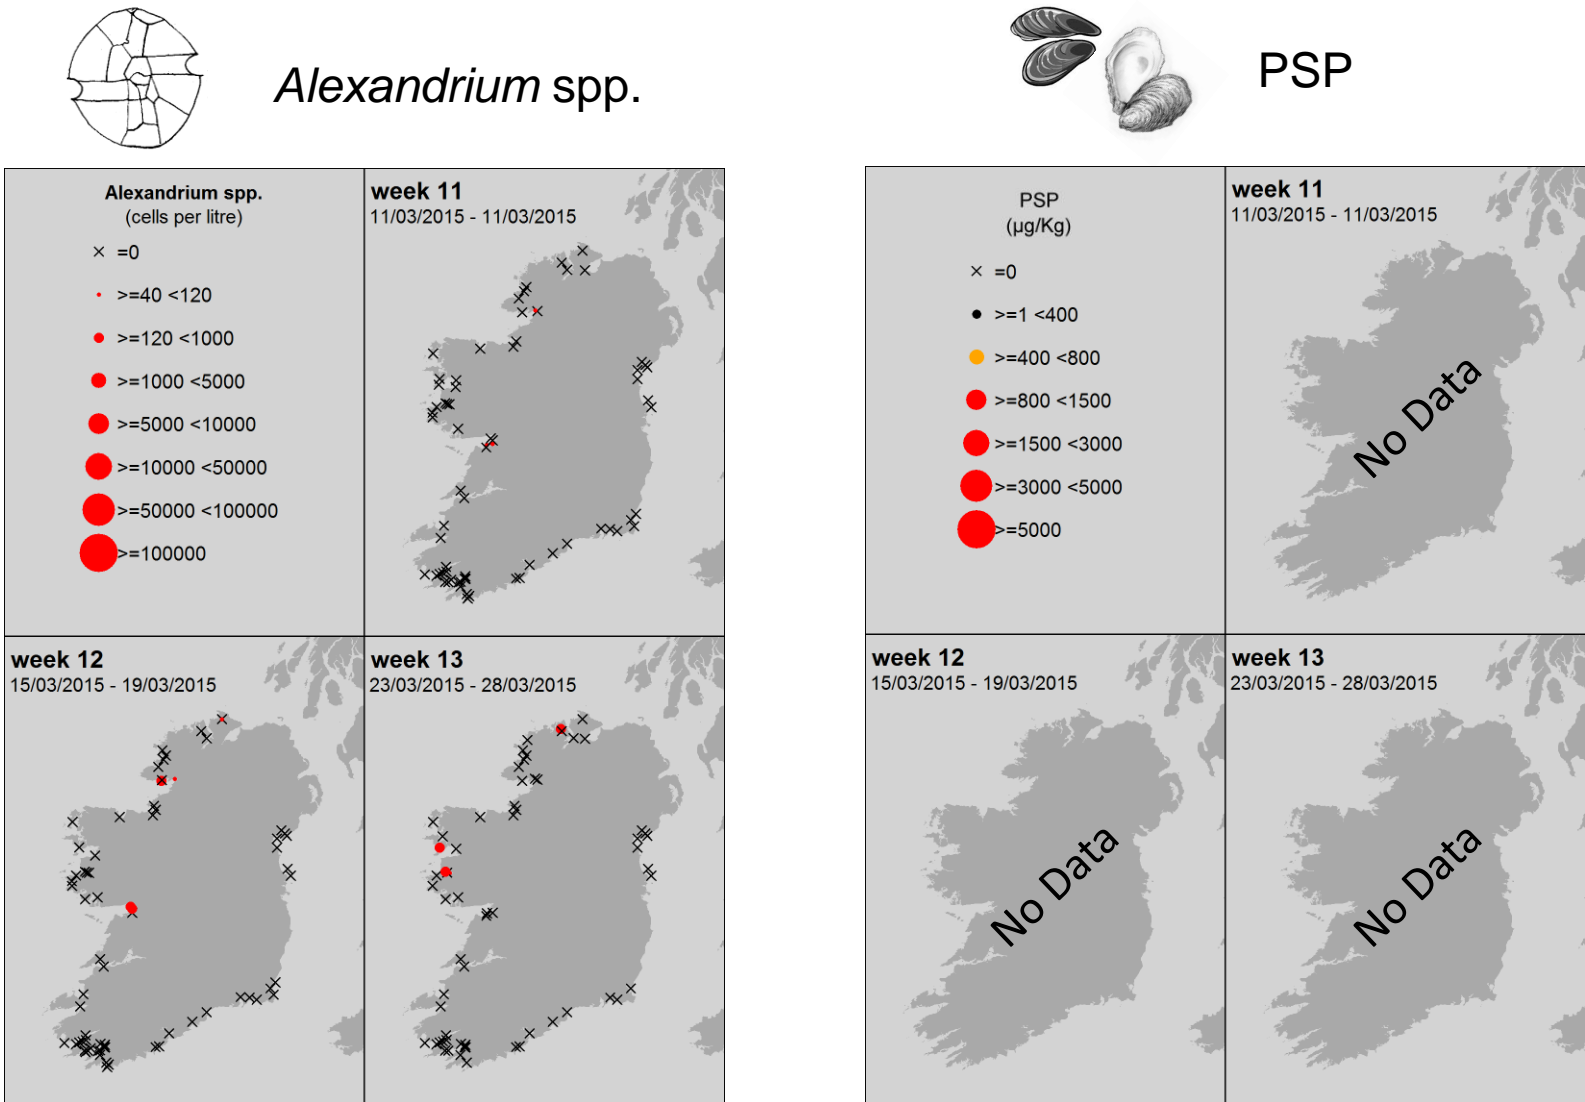 Alexandrium spp.
PSP
Alexandrium spp.
(cells per litre)
× =0
>=40 <120
>=120 <1000
>=1000 <5000
>=5000 <10000
>=10000 <50000
>=50000 <100000
>=100000
week 11
11/03/2015 - 11/03/2015
week 12
15/03/2015 - 19/03/2015
week 13
23/03/2015 - 28/03/2015
PSP
(µg/Kg)
× =0
>=1 <400
>=400 <800
>=800 <1500
>=1500 <3000
>=3000 <5000
>=5000
week 11
11/03/2015 - 11/03/2015
No Data
week 12
15/03/2015 - 19/03/2015
No Data
week 13
23/03/2015 - 28/03/2015
No Data